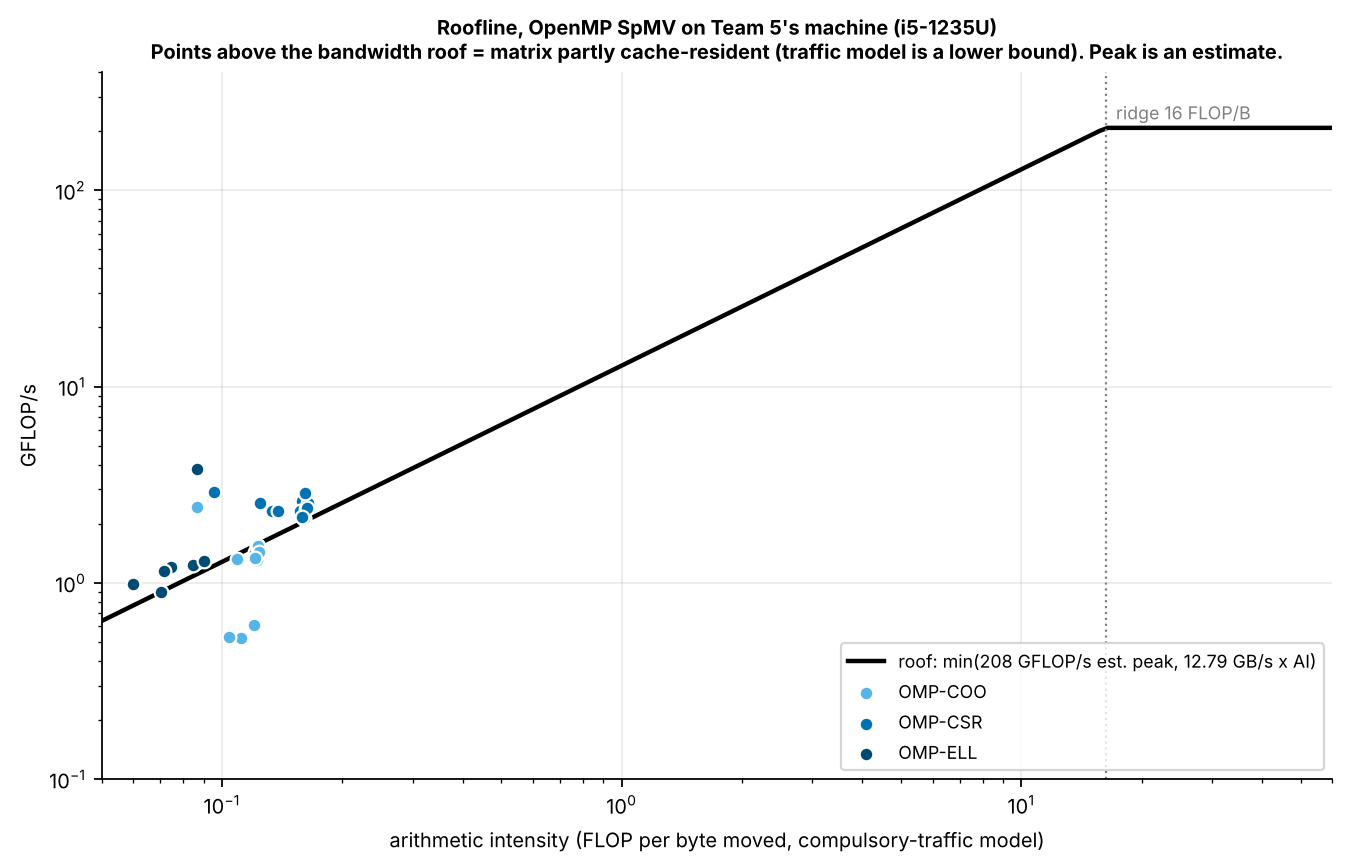 Roofline, OpenMP SpMV on Team 5's machine (i5-1235U)
Points above the bandwidth roof = matrix partly cache-resident (traffic model is a lower bound). Peak is an estimate.
ridge 16 FLOP/B
10²
10¹
10⁰
10⁻¹
GFLOP/s
roof: min(208 GFLOP/s est. peak, 12.79 GB/s x AI)
OMP-COO
OMP-CSR
OMP-ELL
10⁻¹
10⁰
10¹
arithmetic intensity (FLOP per byte moved, compulsory-traffic model)